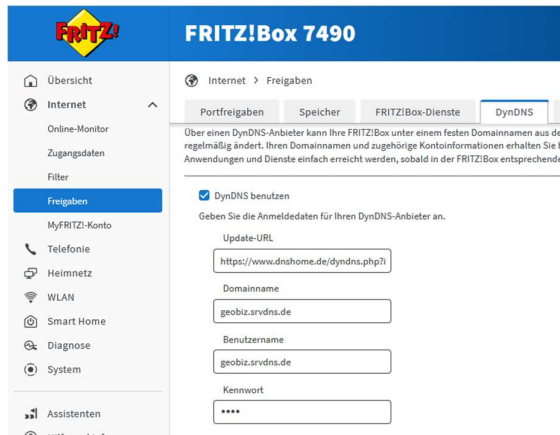 FRITZ!
FRITZ!Box 7490
Übersicht
Internet
Online-Monitor
Zugangsdaten
Filter
Freigaben
MyFRITZ!-Konto
Telefonie
Heimnetz
WLAN
Smart Home
Diagnose
System
Assistenten
Internet > Freigaben
Portfreigaben Speicher FRITZ!Box-Dienste DynDNS
Über einen DynDNS-Anbieter kann Ihre FRITZ!Box unter einem festen Domainnamen aus de
regelmäßig ändert. Ihren Domainnamen und zugehörige Kontoinformationen erhalten Sie
Anwendungen und Dienste einfach erreicht werden, sobald in der FRITZ!Box entsprechende
DynDNS benutzen
Geben Sie die Anmeldedaten für Ihren DynDNS-Anbieter an.
Update-URL
https://www.dnshome.de/dyndns.php?i
Domainname
geobiz.srvdns.de
Benutzername
geobiz.srvdns.de
Kennwort
••••